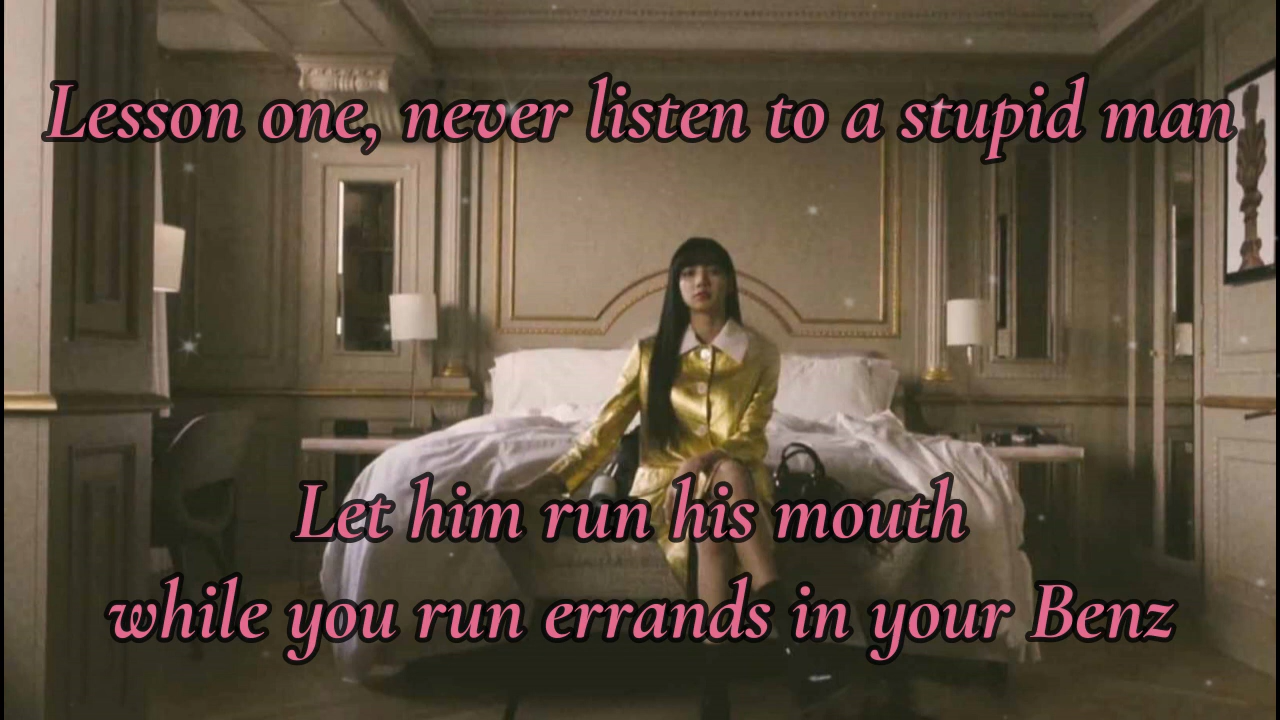 Lesson one, never listen to a stupid man
Let him run his mouth
while you run errands in your Benz